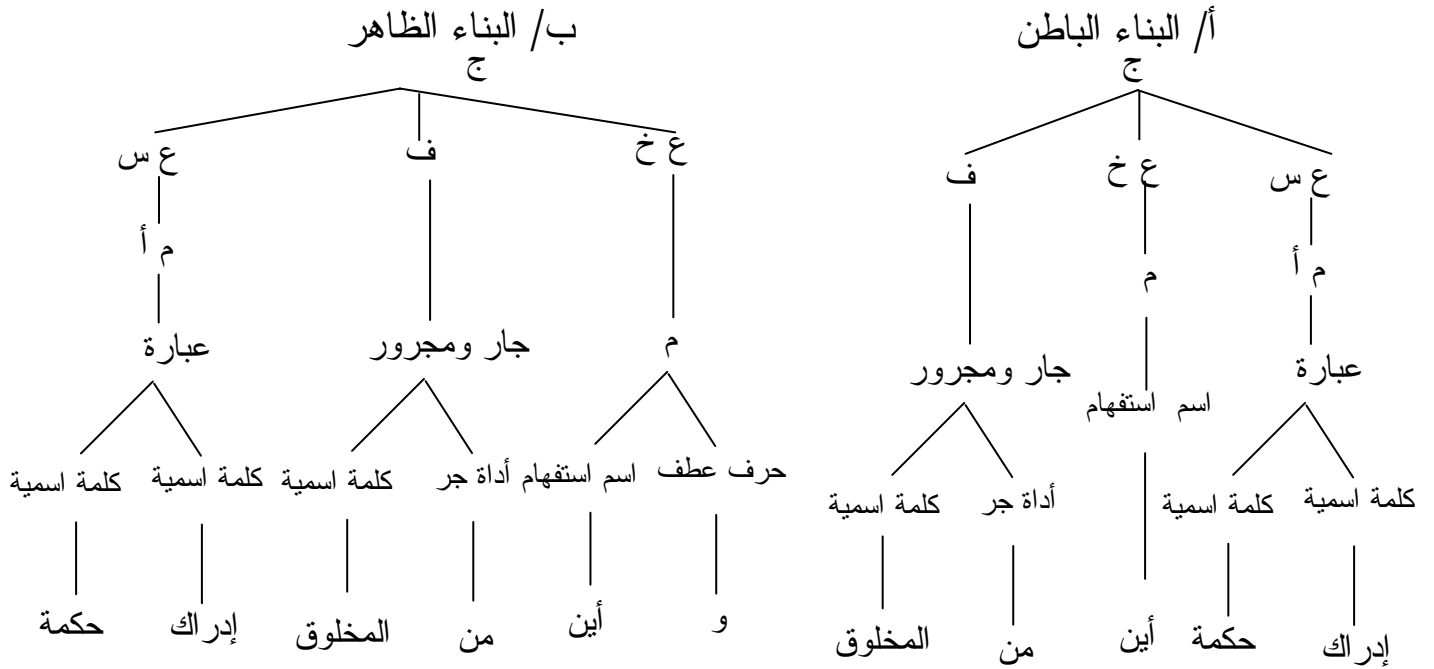 أ/ البناء الباطن
ج
ع س ع خ ف
م أ م
عبارة اسم استفهام جار ومجرور
كلمة اسمية كلمة اسمية أداة جر كلمة اسمية
إدراك حكمة أين من المخلوق
ب/ البناء الظاهر
ج
ع خ ف ع س
م أ
م جار ومجرور عبارة
حرف عطف اسم استفهام أداة جر كلمة اسمية كلمة اسمية كلمة اسمية
و أين من المخلوق إدراك حكمة